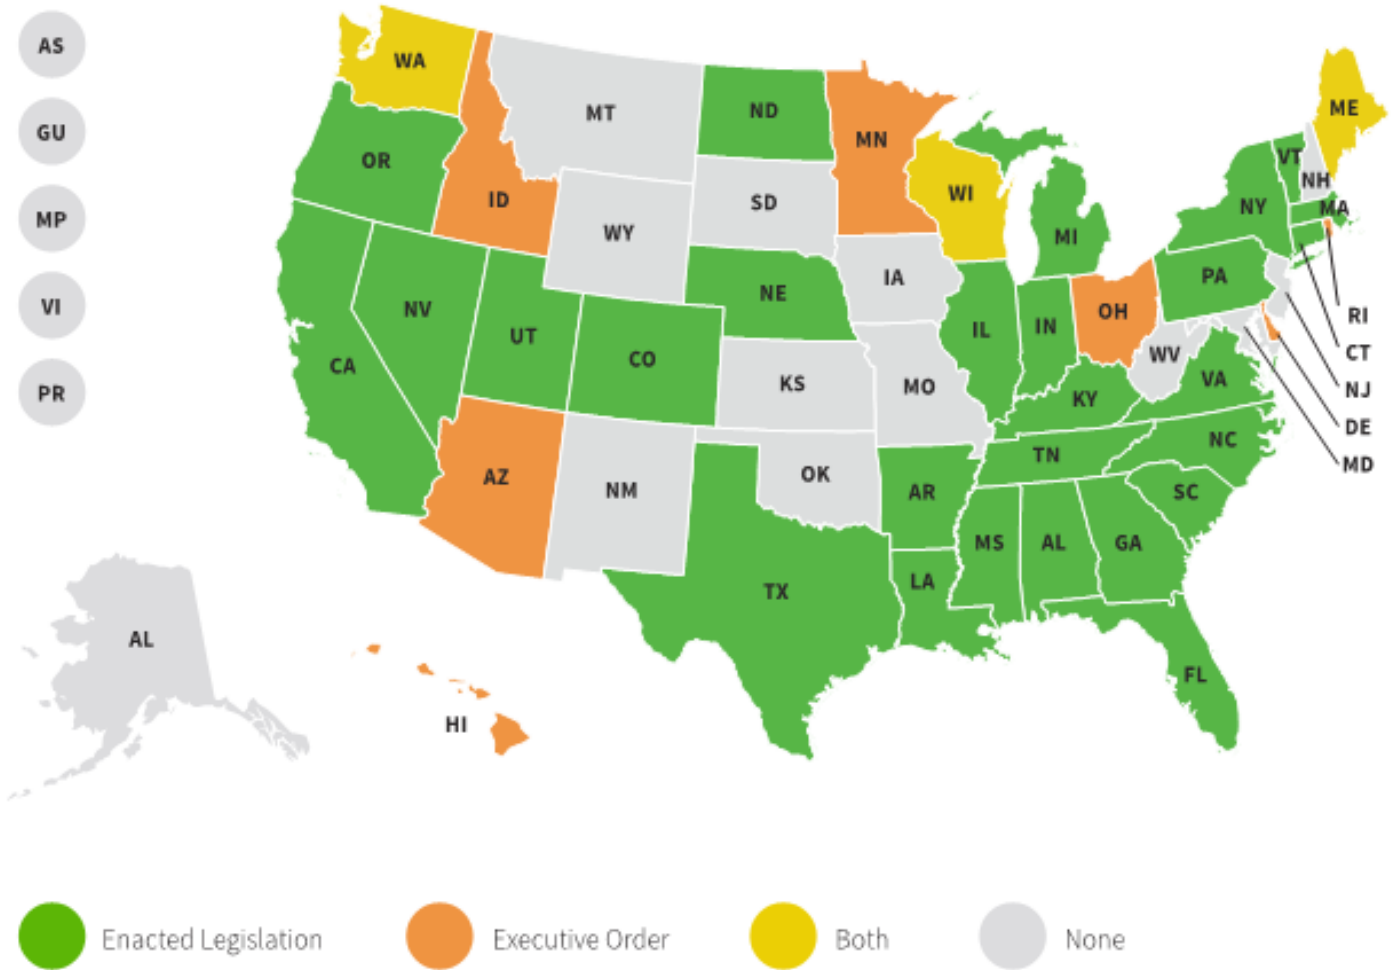 AS
GU
MP
VI
PR
WA
OR
CA
NV
ID
MT
WY
UT
CO
AZ
NM
ND
SD
NE
KS
OK
TX
MN
IA
MO
AR
LA
WI
IL
MI
IN
OH
KY
TN
MS
AL
GA
FL
SC
NC
VA
WV
PA
NY
VT
NH
ME
MA
RI
CT
NJ
DE
MD
AL
HI
Enacted Legislation
Executive Order
Both
None